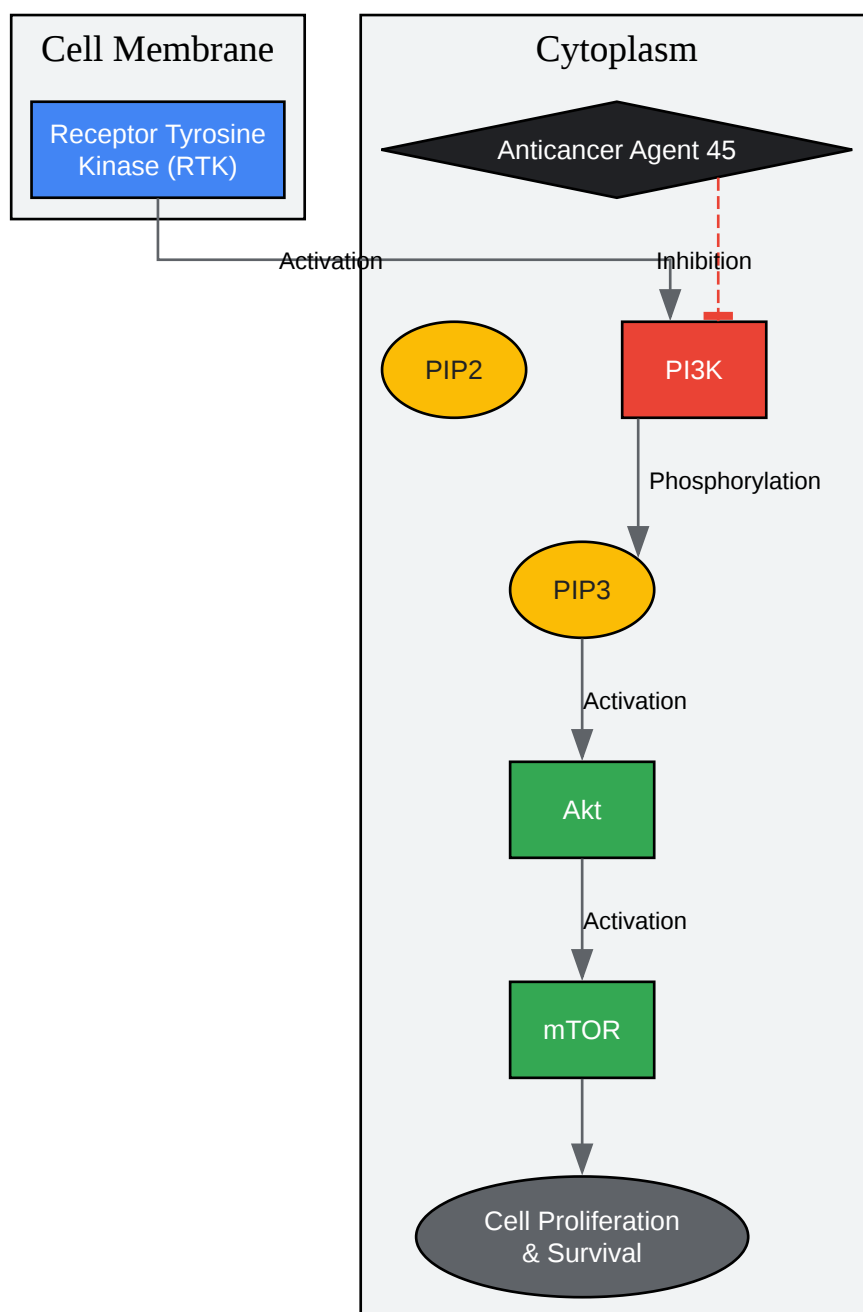 Cell Membrane
Cytoplasm
Receptor Tyrosine
Kinase (RTK)
Anticancer Agent 45
Activation
Inhibition
PIP2
PI3K
Phosphorylation
PIP3
Activation
Akt
Activation
mTOR
Cell Proliferation
& Survival